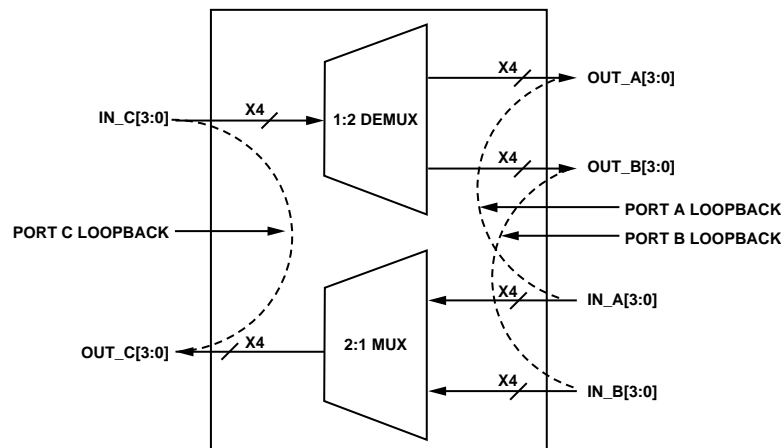 X4
X4
OUT_A[3:0]
IN_C[3:0]
1:2 DEMUX
X4
OUT_B[3:0]
PORT A LOOPBACK
PORT C LOOPBACK
PORT B LOOPBACK
X4
IN_A[3:0]
OUT_C[3:0]
X4
2:1 MUX
X4
IN_B[3:0]